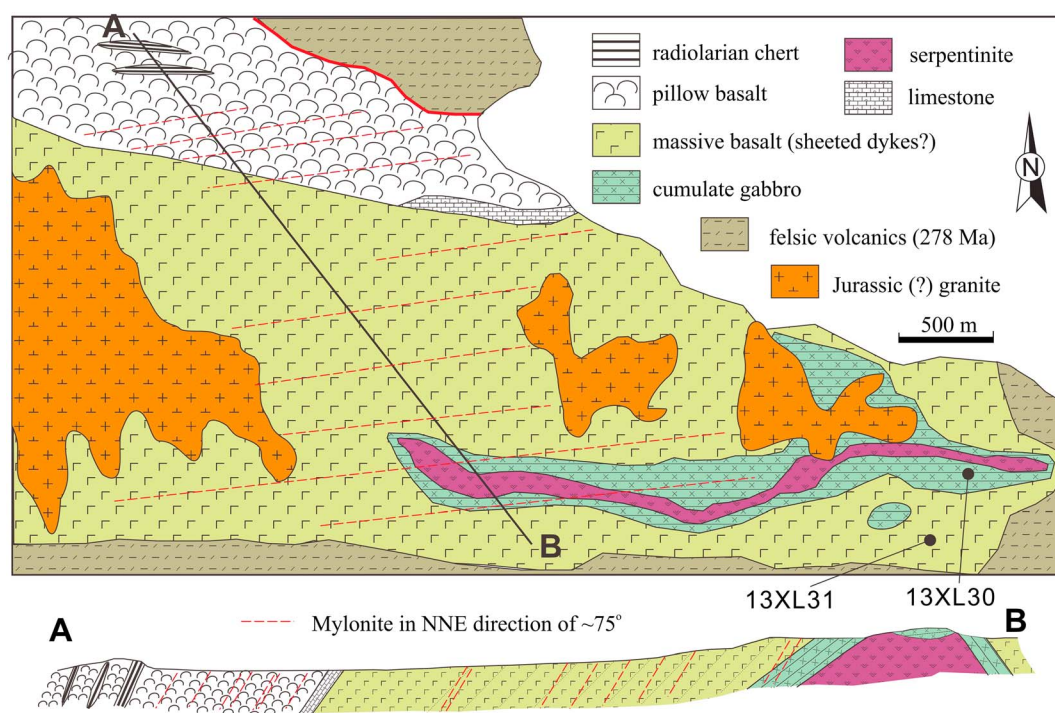 A
radiolarian chert
serpentinite
pillow basalt
limestone
massive basalt (sheeted dykes?)
cumulate gabbro
N
felsic volcanics (278 Ma)
Jurassic (?) granite
500 m
B
13XL31
13XL30
A
Mylonite in NNE direction of ~75°
B